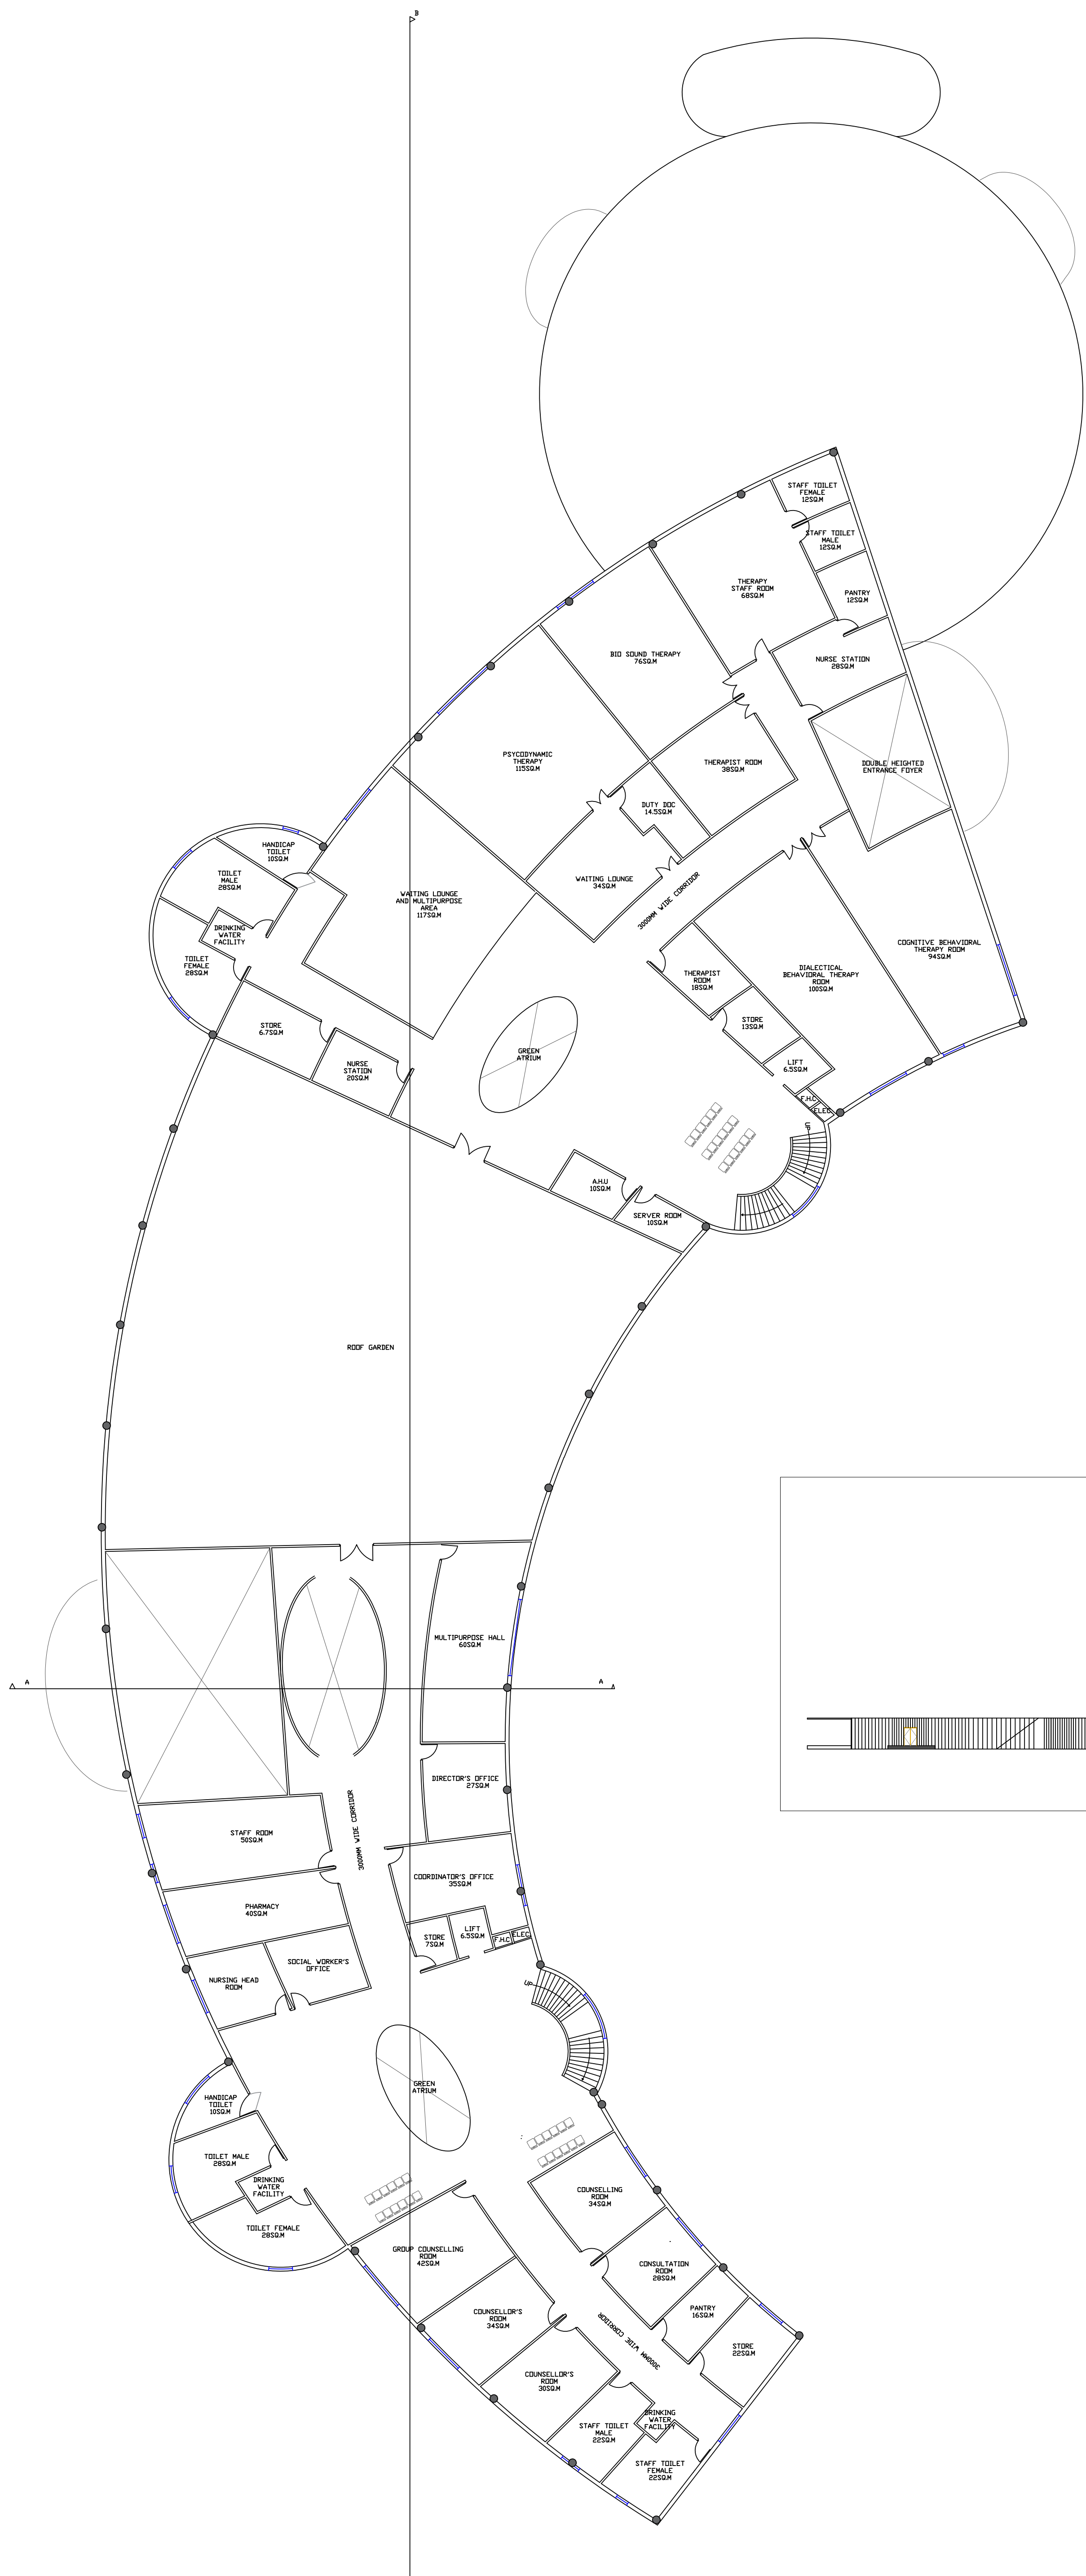 B
STAFF TOILET
FEMALE
12SQ.M
STAFF TOILET
MALE
12SQ.M
PANTRY
12SQ.M
THERAPY
STAFF ROOM
68SQ.M
BIO SOUND THERAPY
76SQ.M
NURSE STATION
28SQ.M
PSYCODYNAMIC
THERAPY
115SQ.M
THERAPIST ROOM
38SQ.M
DOUBLE HEIGHTED
ENTRANCE FOYER
DUTY DOC
14.5SQ.M
HANDICAP
TOILET
10SQ.M
TOILET
MALE
28SQ.M
WAITING LOUNGE
AND MULTIPURPOSE
AREA
117SQ.M
WAITING LOUNGE
34SQ.M
3000MM WIDE CORRIDOR
DRINKING
WATER
FACILITY
TOILET
FEMALE
28SQ.M
COGNITIVE BEHAVIORAL
THERAPY ROOM
94SQ.M
DIALECTICAL
BEHAVIORAL THERAPY
ROOM
100SQ.M
THERAPIST
ROOM
18SQ.M
STORE
13SQ.M
STORE
6.7SQ.M
GREEN
ATRIUM
NURSE
STATION
20SQ.M
LIFT
6.5SQ.M
F.H.C
ELEC
UP
A.H.U
10SQ.M
SERVER ROOM
10SQ.M
ROOF GARDEN
MULTIPURPOSE HALL
60SQ.M
A
A
DIRECTOR'S OFFICE
27SQ.M
3000MM WIDE CORRIDOR
STAFF ROOM
50SQ.M
COORDINATOR'S OFFICE
35SQ.M
PHARMACY
40SQ.M
STORE
7SQ.M
LIFT
6.5SQ.M
F.H.C
ELEC
SOCIAL WORKER'S
OFFICE
NURSING HEAD
ROOM
UP
GREEN
ATRIUM
HANDICAP
TOILET
10SQ.M
TOILET MALE
28SQ.M
DRINKING
WATER
FACILITY
TOILET FEMALE
28SQ.M
COUNSELLING
ROOM
34SQ.M
GROUP COUNSELLING
ROOM
42SQ.M
CONSULTATION
ROOM
28SQ.M
PANTRY
16SQ.M
COUNSELLOR'S
ROOM
34SQ.M
3000MM WIDE CORRIDOR
STORE
22SQ.M
COUNSELLOR'S
ROOM
30SQ.M
DRINKING
WATER
FACILITY
STAFF TOILET
MALE
22SQ.M
STAFF TOILET
FEMALE
22SQ.M